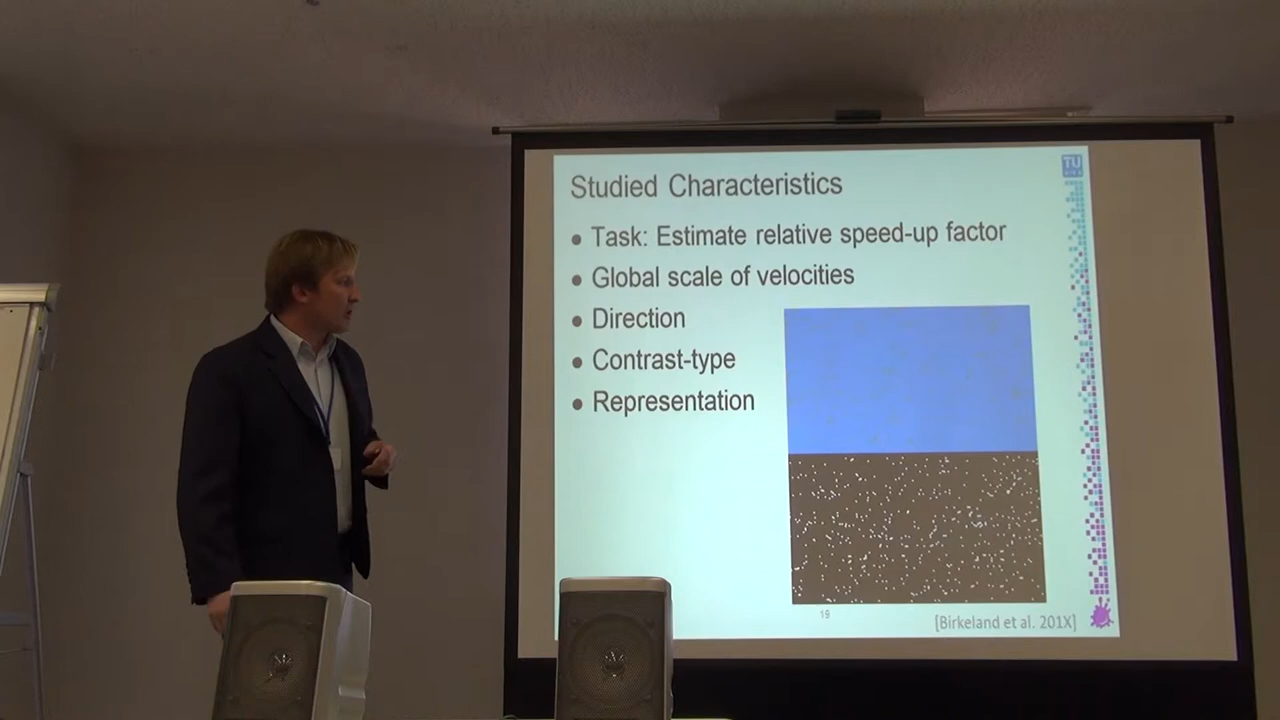 Studied Characteristics
TU
• Task: Estimate relative speed-up factor
• Global scale of velocities
• Direction
• Contrast-type
• Representation
19
[Birkeland et al. 201X]